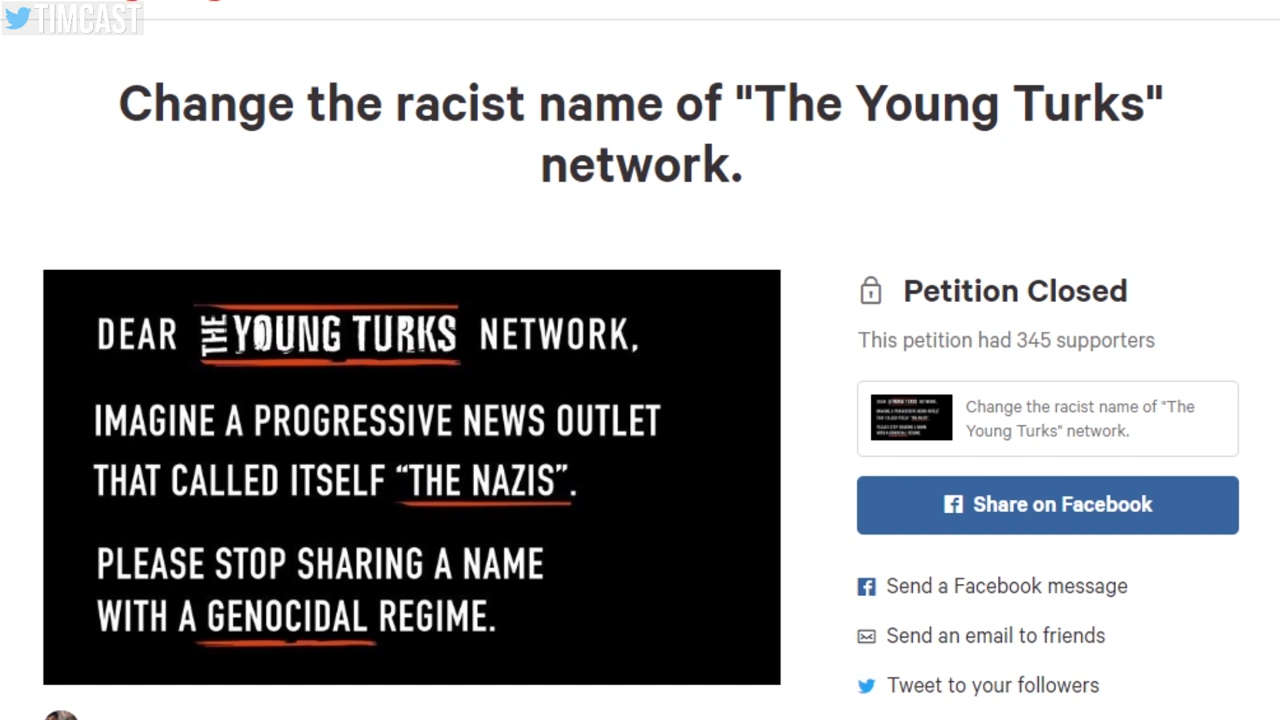 TIMCAST
Change the racist name of "The Young Turks"
network.
DEAR THE YOUNG TURKS NETWORK,
IMAGINE A PROGRESSIVE NEWS OUTLET
THAT CALLED ITSELF “THE NAZIS”.
PLEASE STOP SHARING A NAME
WITH A GENOCIDAL REGIME.
Petition Closed
This petition had 345 supporters
Change the racist name of "The
Young Turks" network.
Share on Facebook
Send a Facebook message
Send an email to friends
Tweet to your followers